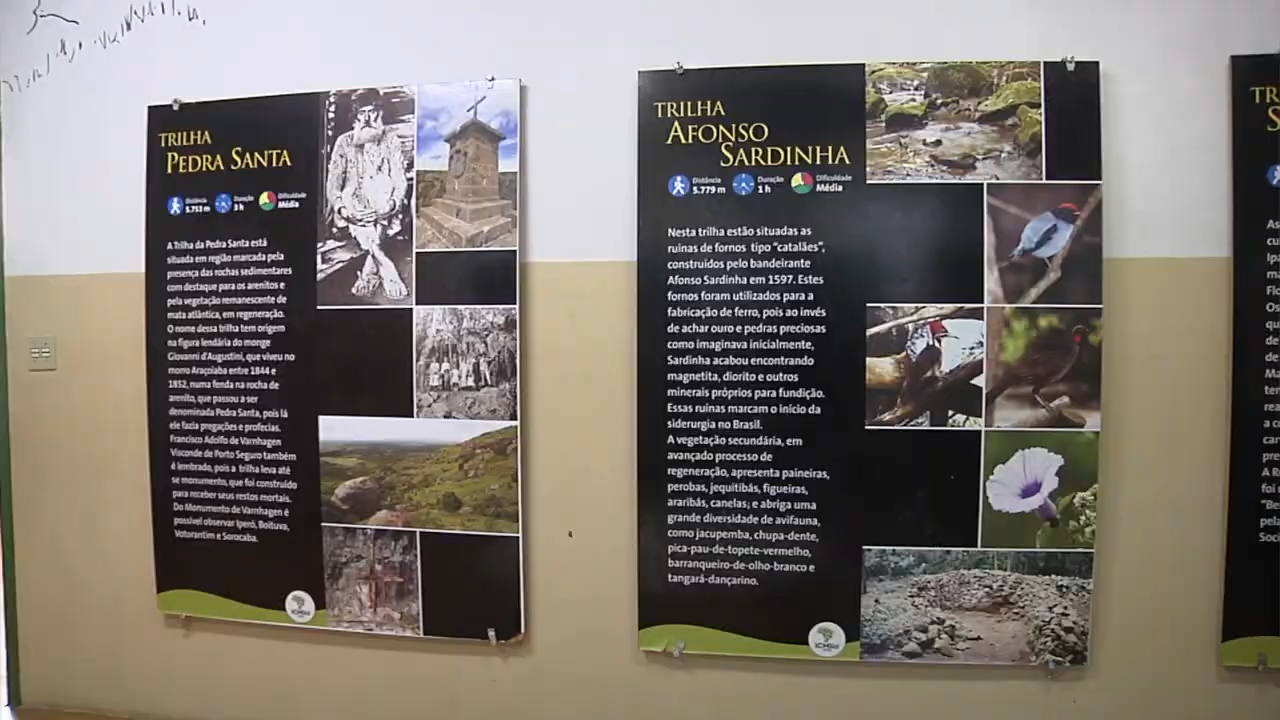 TRILHA
PEDRA SANTA
Distância
5.753 m
Duração
3 h
Dificuldade
Média
A Trilha da Pedra Santa está
situada em região marcada pela
presença das rochas sedimentares
com destaque para os arenitos e
pela vegetação remanescente de
mata atlântica, em regeneração.
O nome dessa trilha tem origem
na figura lendária do monge
Giovanni d'Augustini, que viveu no
morro Araçoiaba entre 1844 e
1852, numa fenda na rocha de
arenito, que passou a ser
denominada Pedra Santa, pois lá
ele fazia pregações e profecias.
Francisco Adolfo de Varnhagen
Visconde de Porto Seguro também
é lembrado, pois a trilha leva até
se monumento, que foi construído
para receber seus restos mortais.
Do Monumento de Varnhagen é
possível observar Iperó, Boituva,
Votorantim e Sorocaba.
ICMBio
TRILHA
AFONSO
SARDINHA
Distância
5.779 m
Duração
1 h
Dificuldade
Média
Nesta trilha estão situadas as
ruinas de fornos tipo "catalães",
construidos pelo bandeirante
Afonso Sardinha em 1597. Estes
fornos foram utilizados para a
fabricação de ferro, pois ao invés
de achar ouro e pedras preciosas
como imaginava inicialmente,
Sardinha acabou encontrando
magnetita, diorito e outros
minerais próprios para fundição.
Essas ruinas marcam o início da
siderurgia no Brasil.
A vegetação secundária, em
avançado processo de
regeneração, apresenta paineiras,
perobas, jequitibás, figueiras,
araribás, canelas; e abriga uma
grande diversidade de avifauna,
como jacupemba, chupa-dente,
pica-pau-de-topete-vermelho,
barranqueiro-de-olho-branco e
tangará-dançarino.
ICMBio